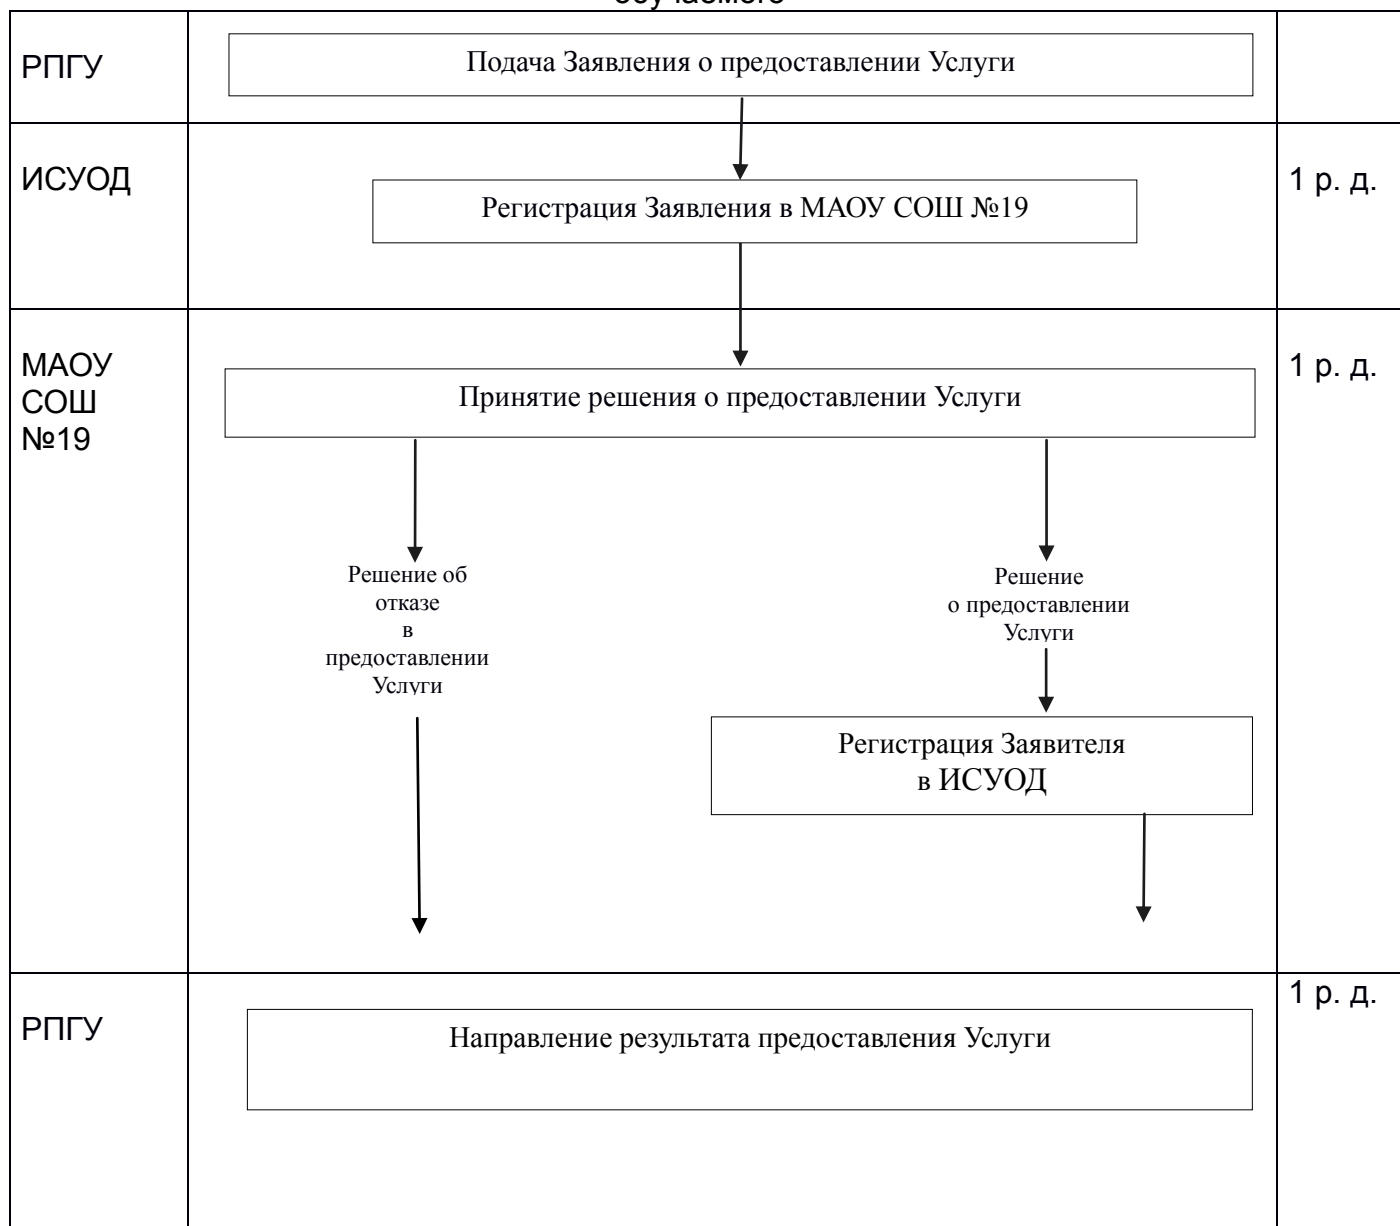 обучаемого
РПГУ
Подача Заявления о предоставлении Услуги
ИСУОД
Регистрация Заявления в МАОУ СОШ №19
1 р. д.
МАОУ
СОШ
№19
Принятие решения о предоставлении Услуги
1 р. д.
Решение об
отказе
в
предоставлении
Услуги
Решение
о предоставлении
Услуги
Регистрация Заявителя
в ИСУОД
РПГУ
Направление результата предоставления Услуги
1 р. д.